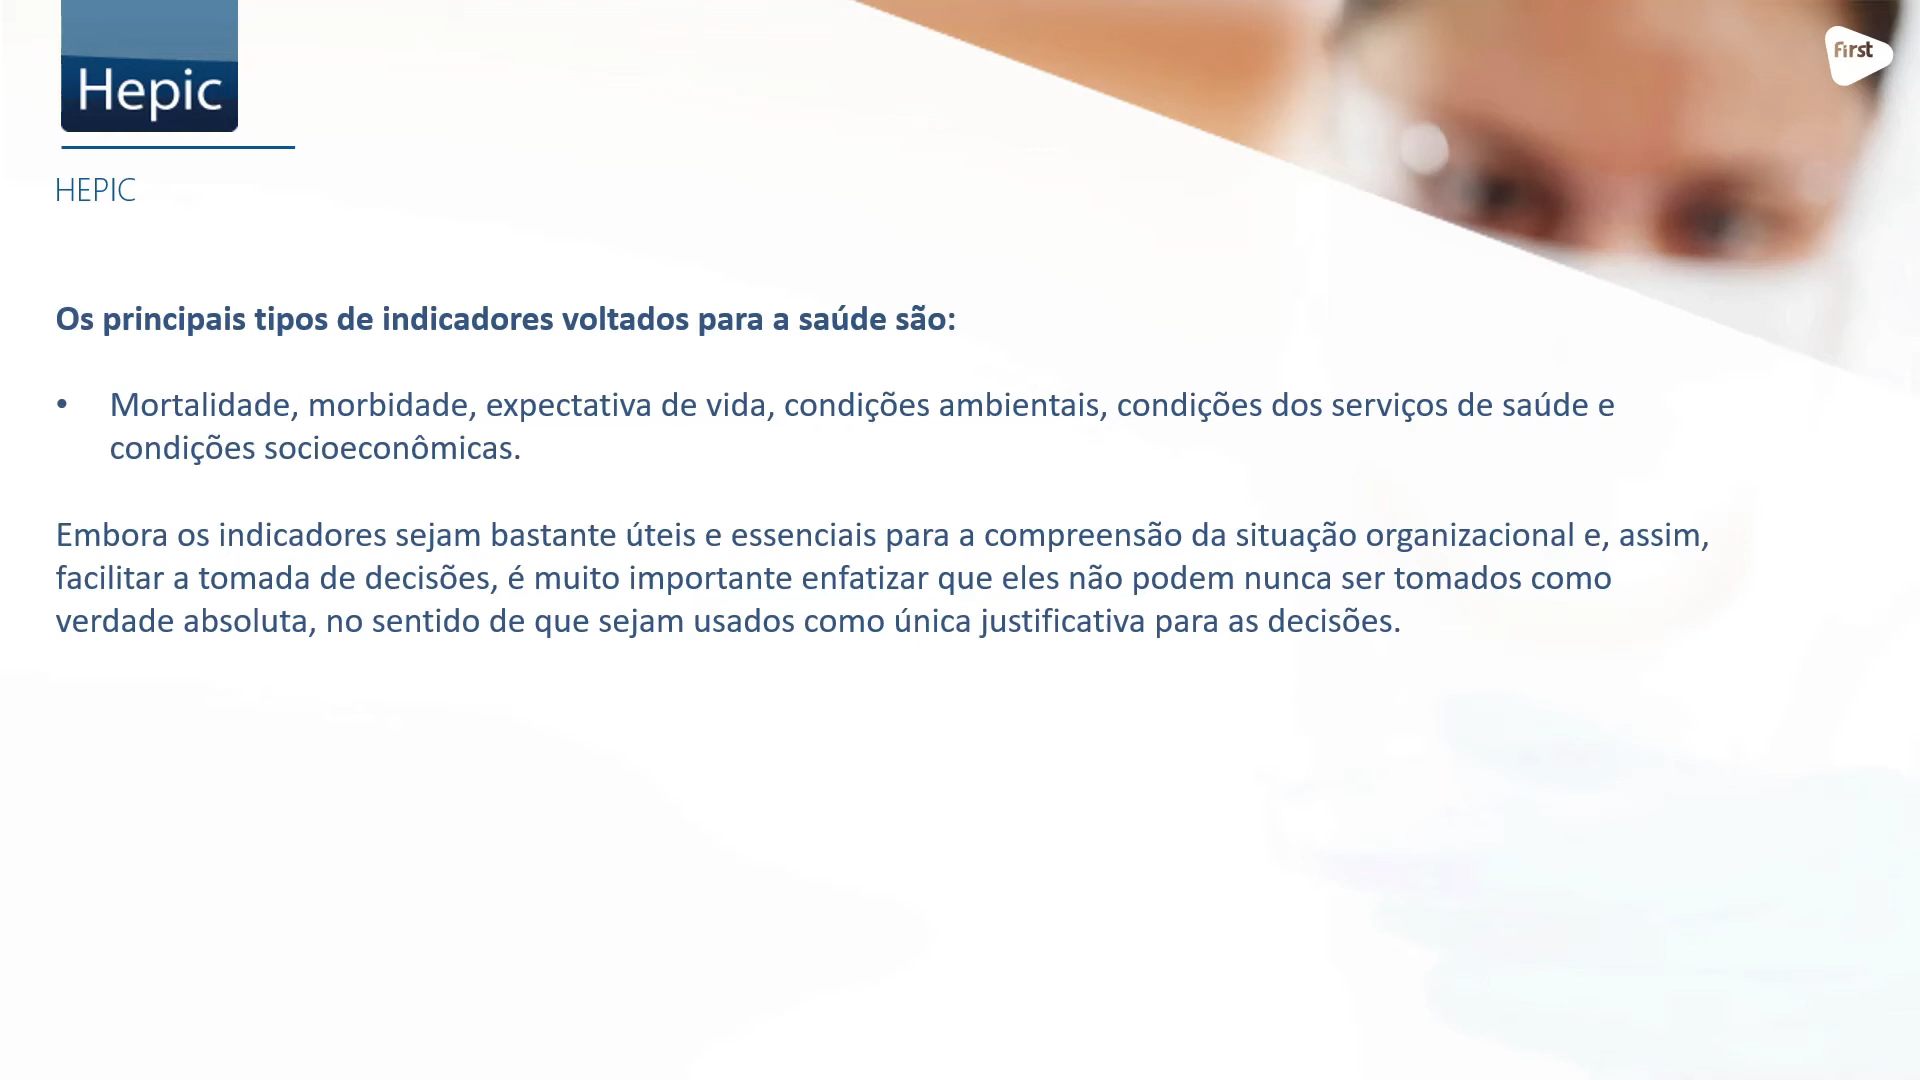 Hepic
First
HEPIC
Os principais tipos de indicadores voltados para a saúde são:
• Mortalidade, morbidade, expectativa de vida, condições ambientais, condições dos serviços de saúde e
condições socioeconômicas.
Embora os indicadores sejam bastante úteis e essenciais para a compreensão da situação organizacional e, assim,
facilitar a tomada de decisões, é muito importante enfatizar que eles não podem nunca ser tomados como
verdade absoluta, no sentido de que sejam usados como única justificativa para as decisões.